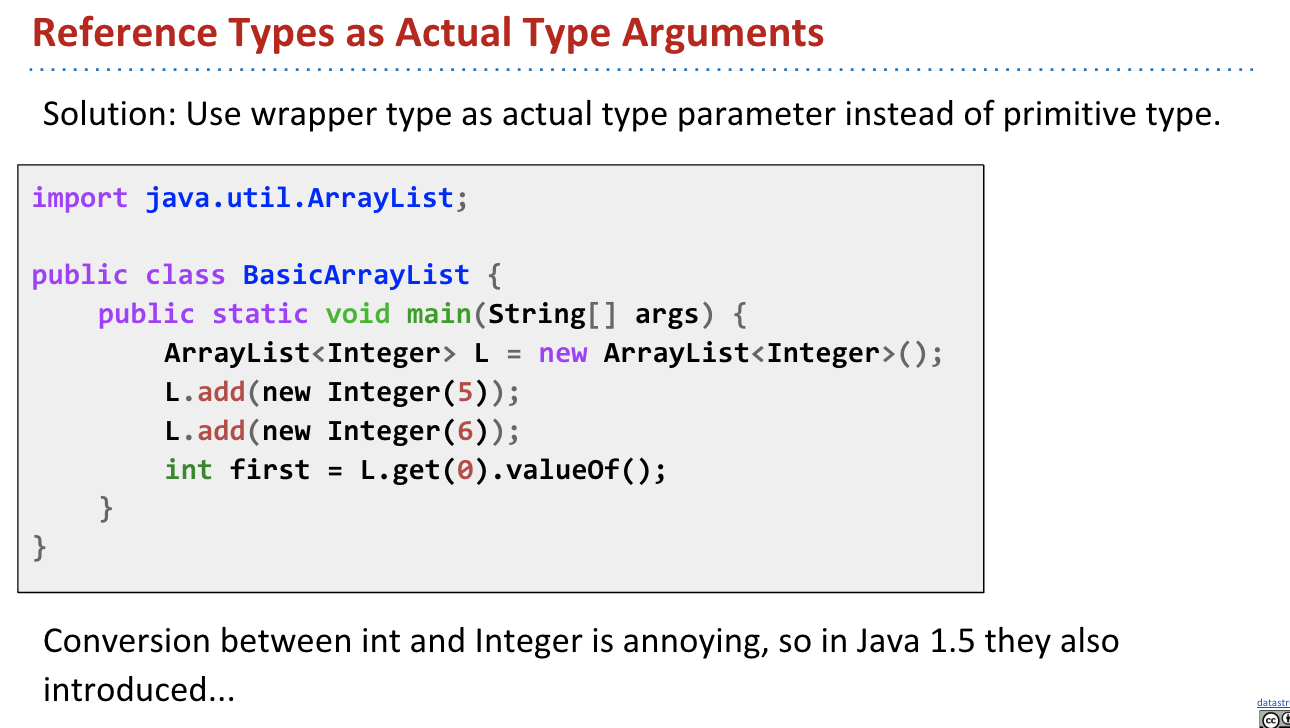 Reference Types as Actual Type Arguments
Solution: Use wrapper type as actual type parameter instead of primitive type.
import java.util.ArrayList;
public class BasicArrayList {
public static void main(String[] args) {
ArrayList<Integer> L = new ArrayList<Integer>();
L.add(new Integer(5));
L.add(new Integer(6));
int first = L.get(0).valueOf();
}
}
Conversion between int and Integer is annoying, so in Java 1.5 they also
introduced...
datastr
cc